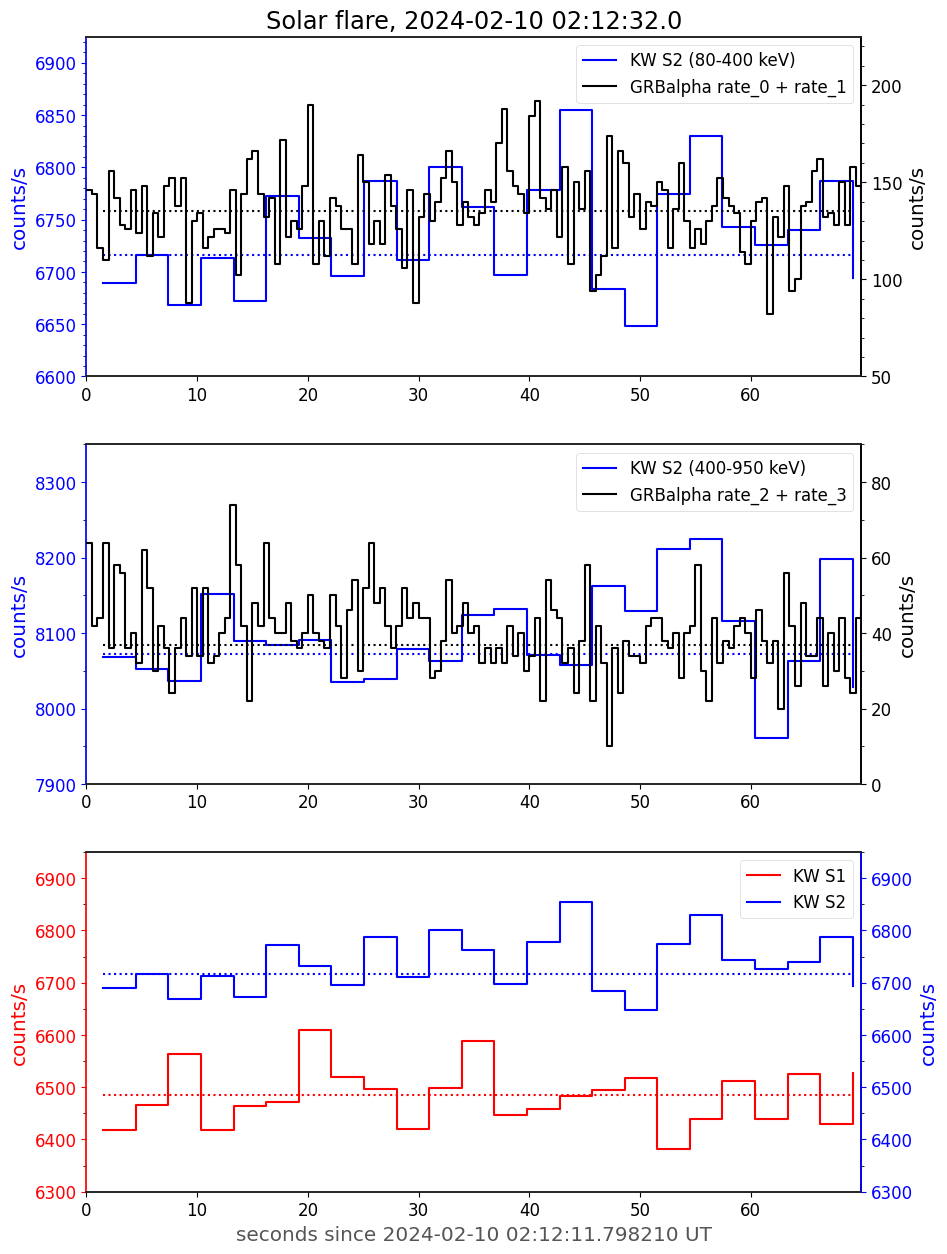 Solar flare, 2024-02-10 02:12:32.0
KW S2 (80-400 keV)
GRBalpha rate_0 + rate_1
counts/s
6900
6850
6800
6750
6700
6650
6600
200
150
100
50
counts/s
0 10 20 30 40 50 60
KW S2 (400-950 keV)
GRBalpha rate_2 + rate_3
counts/s
8300
8200
8100
8000
7900
80
60
40
20
0
counts/s
0 10 20 30 40 50 60
KW S1
KW S2
counts/s
6900
6800
6700
6600
6500
6400
6300
6900
6800
6700
6600
6500
6400
6300
counts/s
0 10 20 30 40 50 60
seconds since 2024-02-10 02:12:11.798210 UT